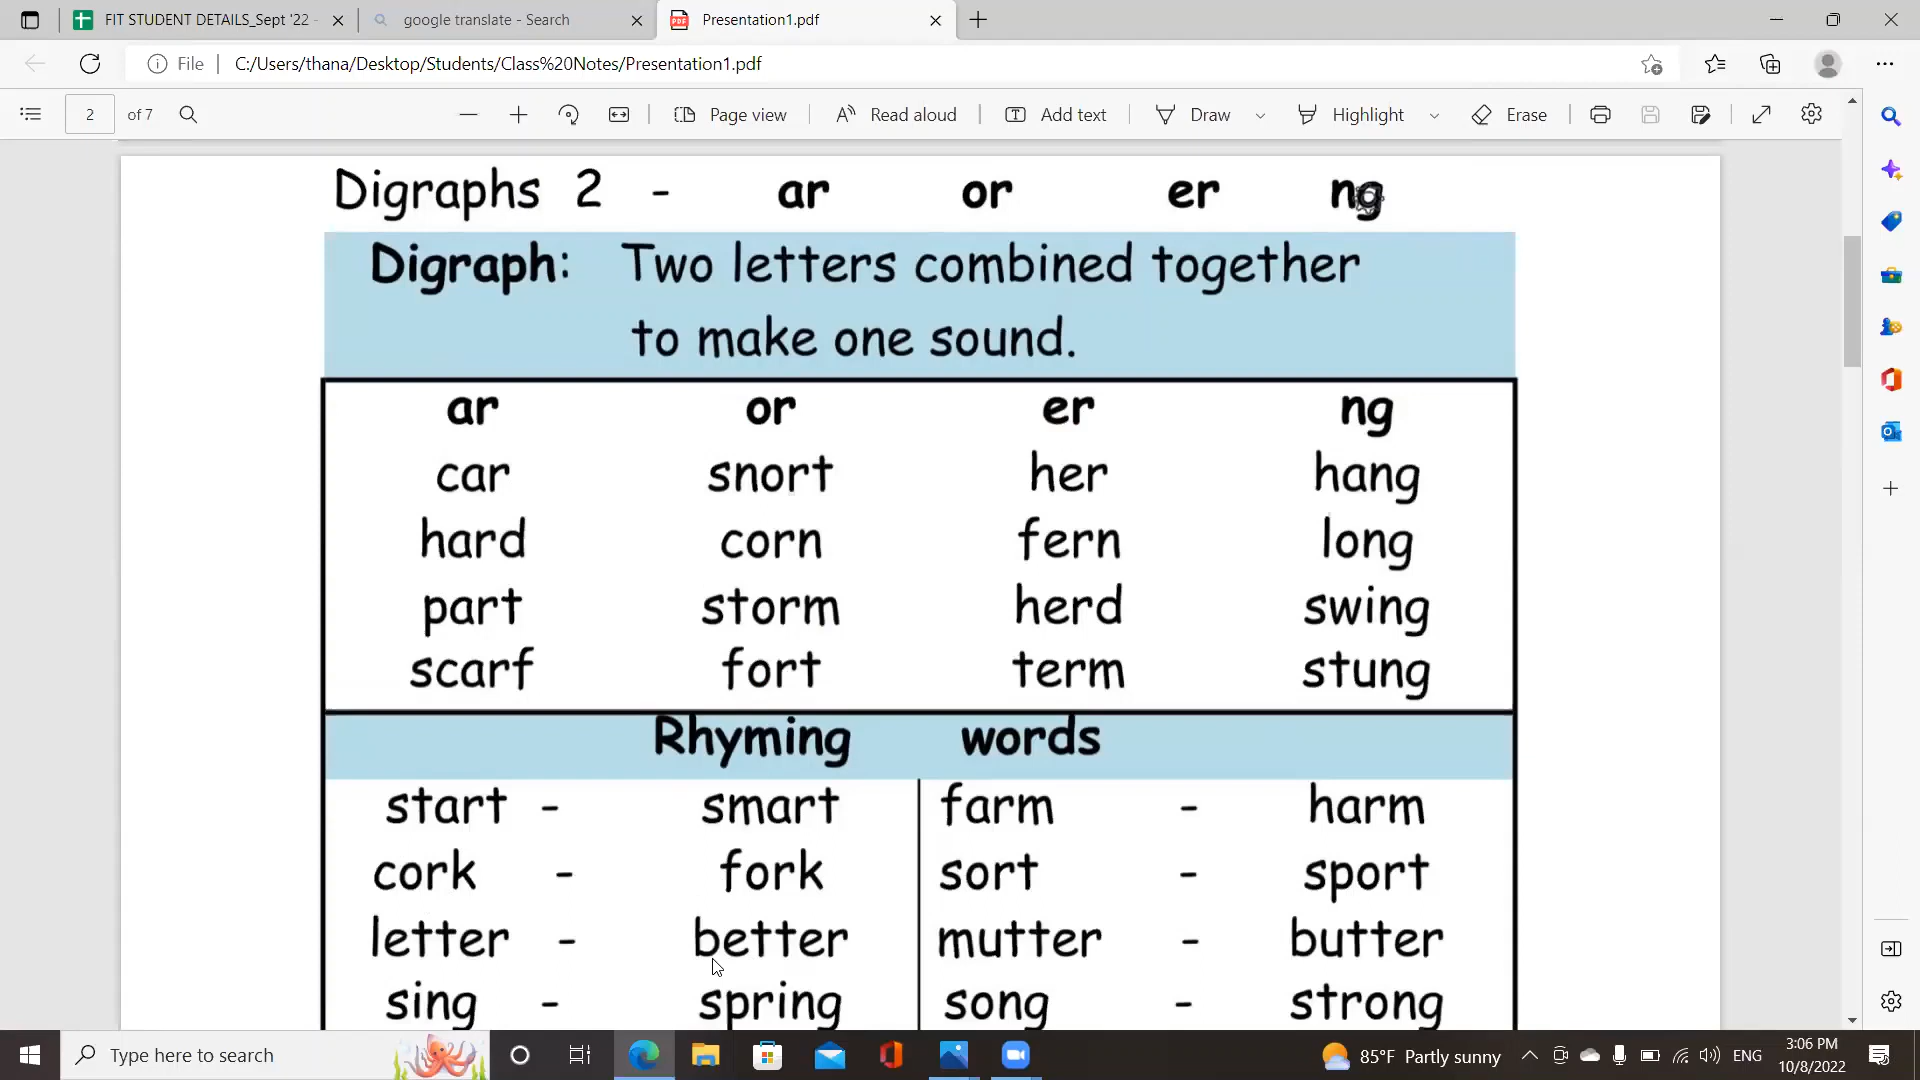 FIT STUDENT DETAILS_Sept '22 -
google translate - Search
Presentation1.pdf
File
C:/Users/thana/Desktop/Students/Class%20Notes/Presentation1.pdf
2 of 7
Page view
Read aloud
Add text
Draw
Highlight
Erase
Digraphs 2 - ar or er ng
Digraph: Two letters combined together
to make one sound.
ar or er ng
car snort her hang
hard corn fern long
part storm herd swing
scarf fort term stung
Rhyming words
start - smart farm - harm
cork - fork sort - sport
letter - better mutter - butter
sing - spring song - strong
Type here to search
85°F Partly sunny
ENG
3:06 PM
10/8/2022